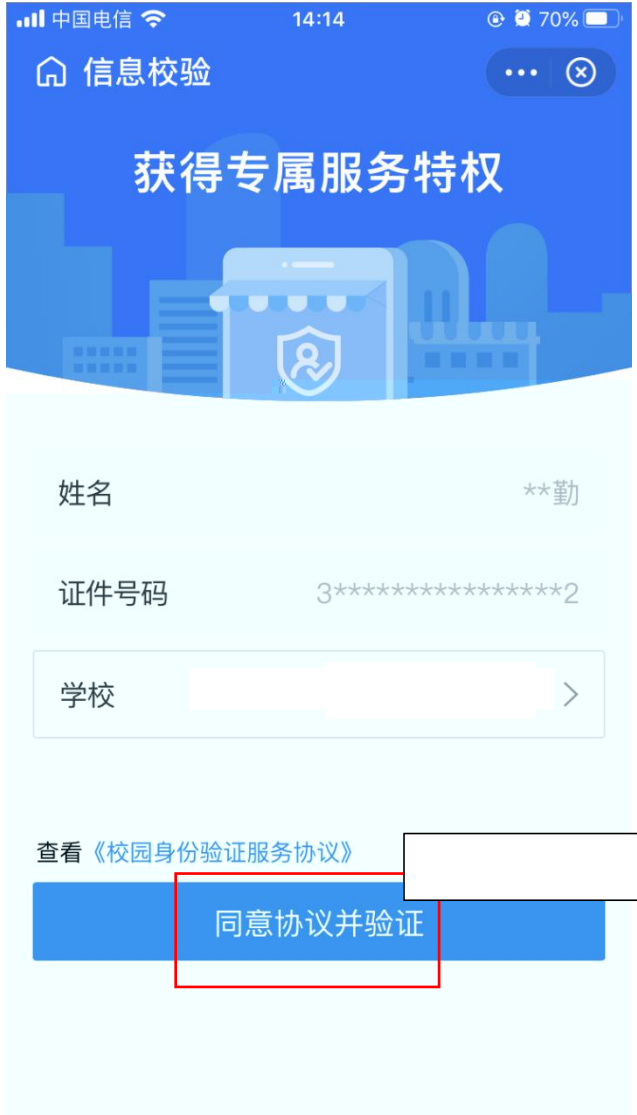 中国电信 14:14 70%
信息校验
获得专属服务特权
姓名 **勤
证件号码 3****************2
学校
查看《校园身份验证服务协议》
同意协议并验证